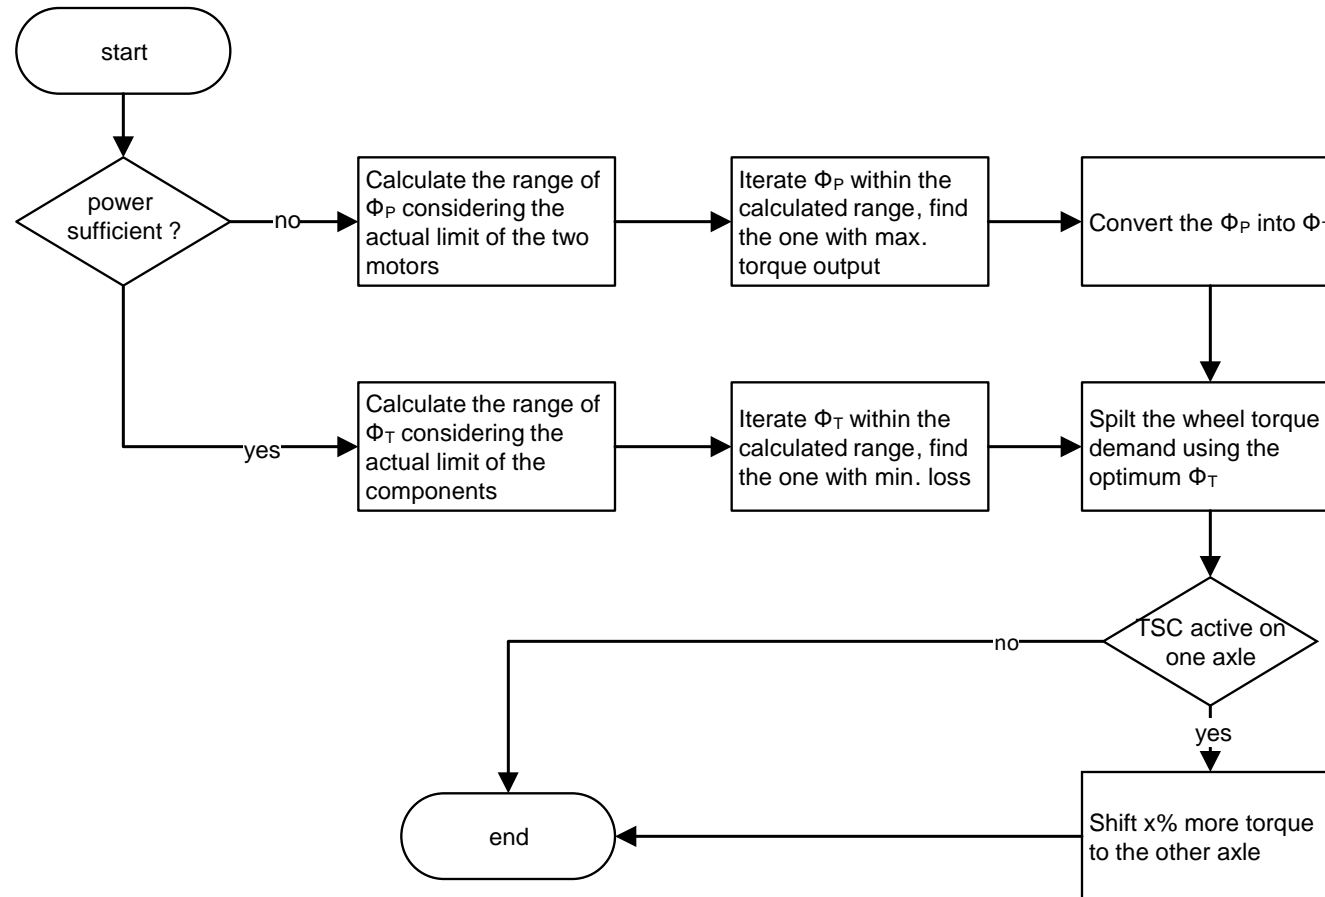 start
power
sufficient ?
no
Calculate the range of
ΦP considering the
actual limit of the two
motors
Iterate ΦP within the
calculated range, find
the one with max.
torque output
Convert the ΦP into Φ
yes
Calculate the range of
ΦT considering the
actual limit of the
components
Iterate ΦT within the
calculated range, find
the one with min. loss
Spilt the wheel torque
demand using the
optimum ΦT
TSC active on
one axle
no
yes
Shift x% more torque
to the other axle
end